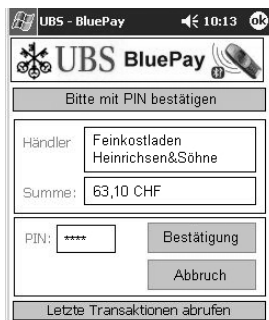 UBS - BluePay 10:13 ok
UBS BluePay
Bitte mit PIN bestätigen
Händler Feinkostladen
Heinrichsen&Söhne
Summe: 63,10 CHF
PIN: **** Bestätigung
Abbruch
Letzte Transaktionen abrufen